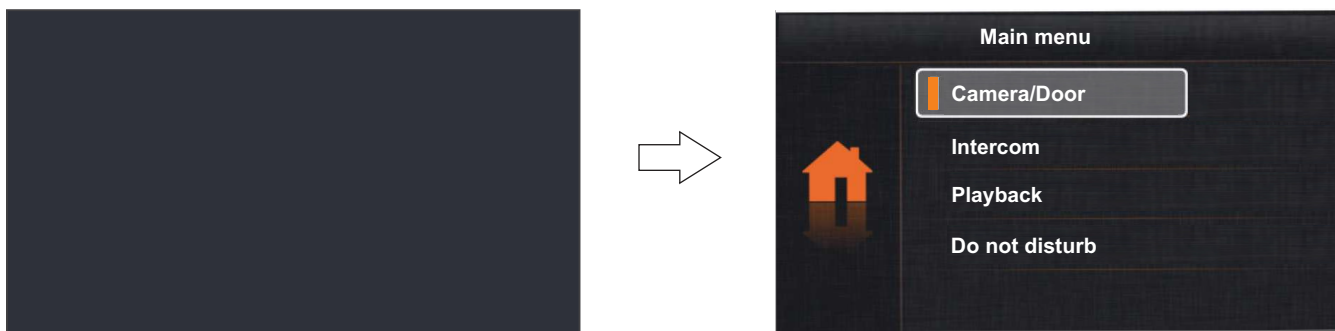 Main menu
Camera/Door
Intercom
Playback
Do not disturb